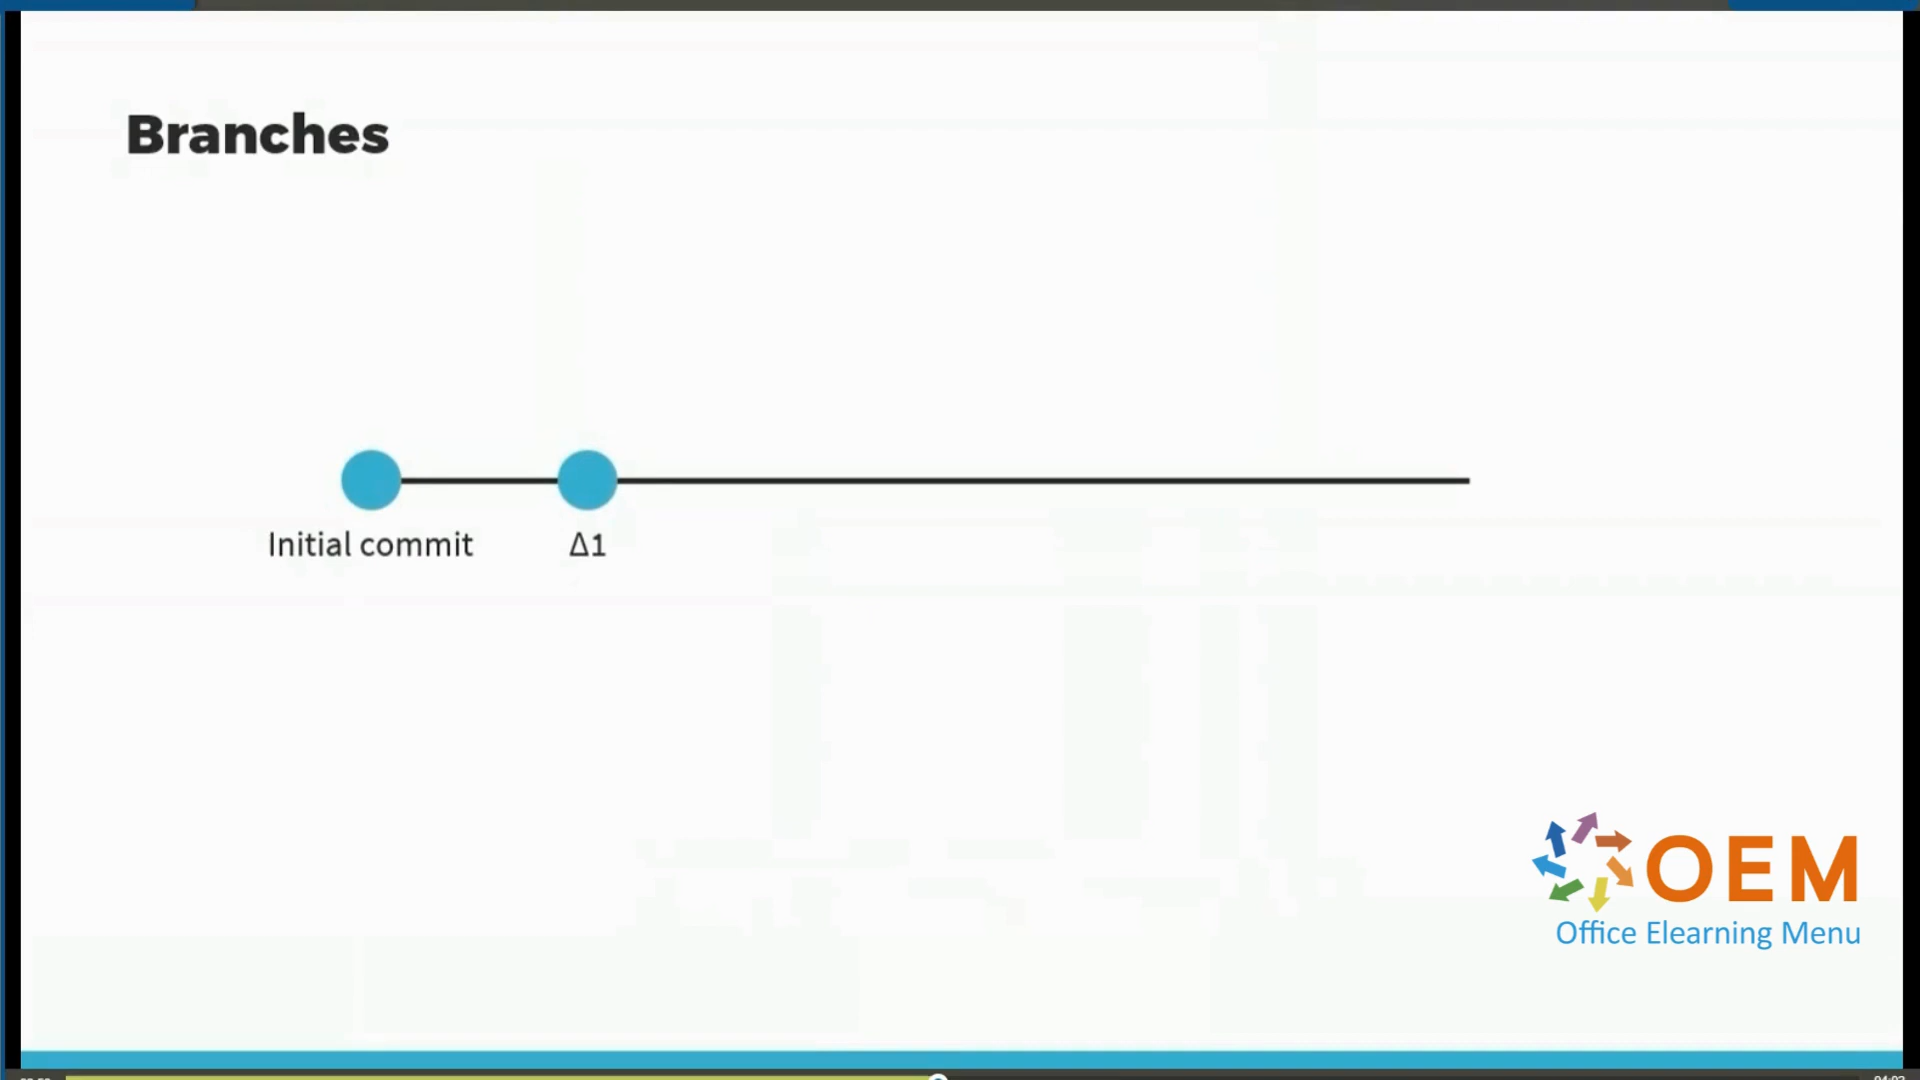 Branches
Initial commit
Δ1
OEM
Office Elearning Menu